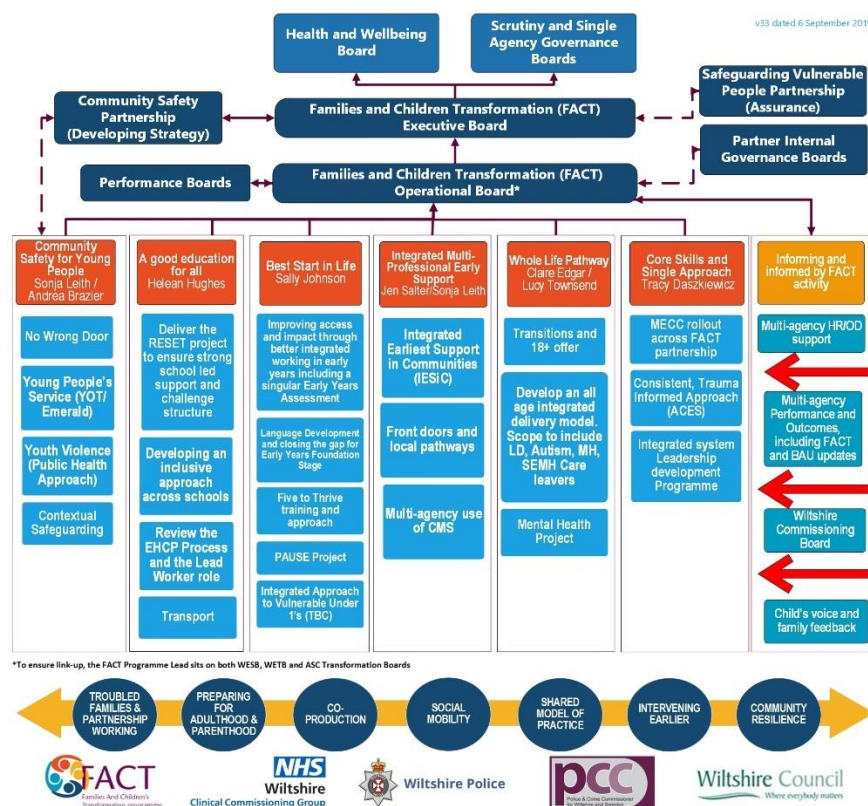 v33 dated 6 September 2019
Health and Wellbeing
Board
Scrutiny and Single
Agency Governance
Boards
Community Safety
Partnership
(Developing Strategy)
Families and Children Transformation (FACT)
Executive Board
Safeguarding Vulnerable
People Partnership
(Assurance)
Partner Internal
Governance Boards
Performance Boards
Families and Children Transformation (FACT)
Operational Board*
Community
Safety for Young
People
Sonja Leith /
Andrea Brazier
No Wrong Door
Young People's
Service (YOT/
Emerald)
Youth Violence
(Public Health
Approach)
Contextual
Safeguarding
A good education
for all
Helean Hughes
Deliver the
RESET project
to ensure strong
school led
support and
challenge
structure
Developing an
inclusive
approach
across schools
Review the
EHCP Process
and the Lead
Worker role
Transport
Best Start in Life
Sally Johnson
Improving access
and impact through
better integrated
working in early
years including a
singular Early Years
Assessment
Language Development
and closing the gap for
Early Years Foundation
Stage
Five to Thrive
training and
approach
PAUSE Project
Integrated Approach
to Vulnerable Under
1's (TBC)
Integrated Multi-
Professional Early
Support
Jen Salter/Sonja Leith
Integrated
Earliest Support
in Communities
(IESiC)
Front doors and
local pathways
Multi-agency use
of CMS
Whole Life Pathway
Claire Edgar /
Lucy Townsend
Transitions and
18+ offer
Develop an all
age integrated
delivery model.
Scope to include
LD, Autism, MH,
SEMH Care
leavers
Mental Health
Project
Core Skills and
Single Approach
Tracy Daszkiewicz
MECC rollout
across FACT
partnership
Consistent, Trauma
Informed Approach
(ACES)
Integrated system
Leadership
development
Programme
Informing and
informed by FACT
activity
Multi-agency HR/OD
support
Multi-agency
Performance and
Outcomes,
including FACT
and BAU updates
Wiltshire
Commissioning
Board
Child's voice and
family feedback
*To ensure link-up, the FACT Programme Lead sits on both WESB, WETB and ASC Transformation Boards
TROUBLED
FAMILIES &
PARTNERSHIP
WORKING
PREPARING
FOR
ADULTHOOD &
PARENTHOOD
CO-
PRODUCTION
SOCIAL
MOBILITY
SHARED
MODEL OF
PRACTICE
INTERVENING
EARLIER
COMMUNITY
RESILIENCE
FACT
Families And Children's
Transformation programme
NHS
Wiltshire
Clinical Commissioning Group
Wiltshire Police
pcc
Police & Crime Commissioner
for Wiltshire and Swindon
Wiltshire Council
Where everybody matters